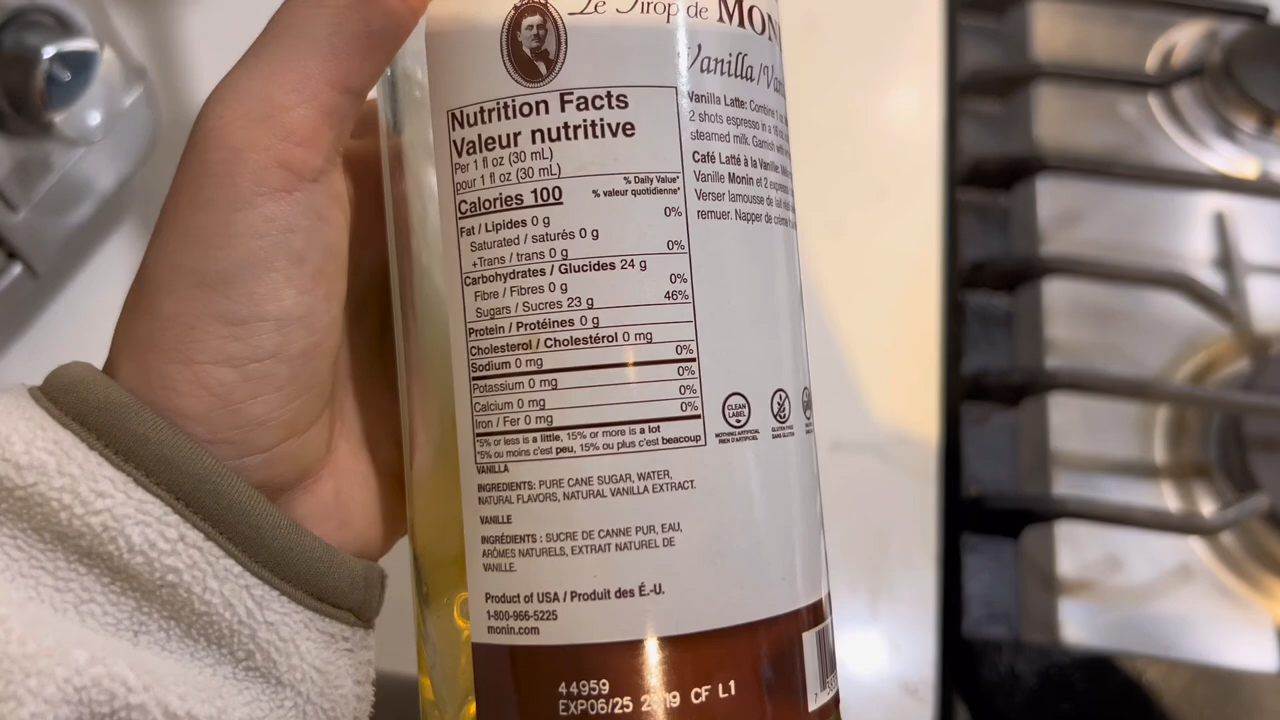 Le Sirop de MONIN
Vanilla/
Nutrition Facts
Valeur nutritive
Per 1 fl oz (30 mL)
pour 1 fl oz (30 mL)
% Daily Value*
% valeur quotidienne*
Calories 100
Fat / Lipides 0 g 0%
Saturated / saturés 0 g
+Trans / trans 0 g 0%
Carbohydrates / Glucides 24 g
Fibre / Fibres 0 g 0%
Sugars / Sucres 23 g 46%
Protein / Protéines 0 g
Cholesterol / Cholestérol 0 mg
Sodium 0 mg 0%
Potassium 0 mg 0%
Calcium 0 mg 0%
Iron / Fer 0 mg 0%
*5% or less is a little, 15% or more is a lot
*5% ou moins c'est peu, 15% ou plus c'est beacoup
Vanilla Latte: Combine 1
2 shots espresso in a 16
steamed milk. Garnish with
Café Latté à la Vanille:
Vanille Monin et 2
Verser lamousse de lait
remuer. Napper de crème
CLEAN
LABEL
NOTHING ARTIFICIAL
RIEN D'ARTIFICIEL
GLUTEN FREE
SANS GLUTEN
VANILLA
INGREDIENTS: PURE CANE SUGAR, WATER,
NATURAL FLAVORS, NATURAL VANILLA EXTRACT.
VANILLE
INGRÉDIENTS : SUCRE DE CANNE PUR, EAU,
ARÔMES NATURELS, EXTRAIT NATUREL DE
VANILLE.
Product of USA / Produit des É.-U.
1-800-966-5225
monin.com
44959
EXP06/25 2 19 CF L1
7